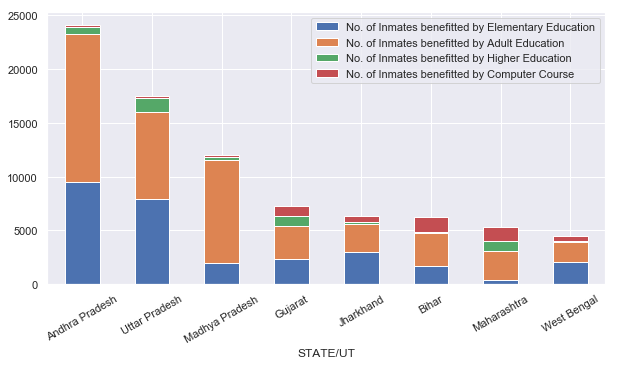 25000
20000
15000
10000
5000
0
No. of Inmates benefitted by Elementary Education
No. of Inmates benefitted by Adult Education
No. of Inmates benefitted by Higher Education
No. of Inmates benefitted by Computer Course
Andhra Pradesh
Uttar Pradesh
Madhya Pradesh
Gujarat
Jharkhand
Bihar
Maharashtra
West Bengal
STATE/UT